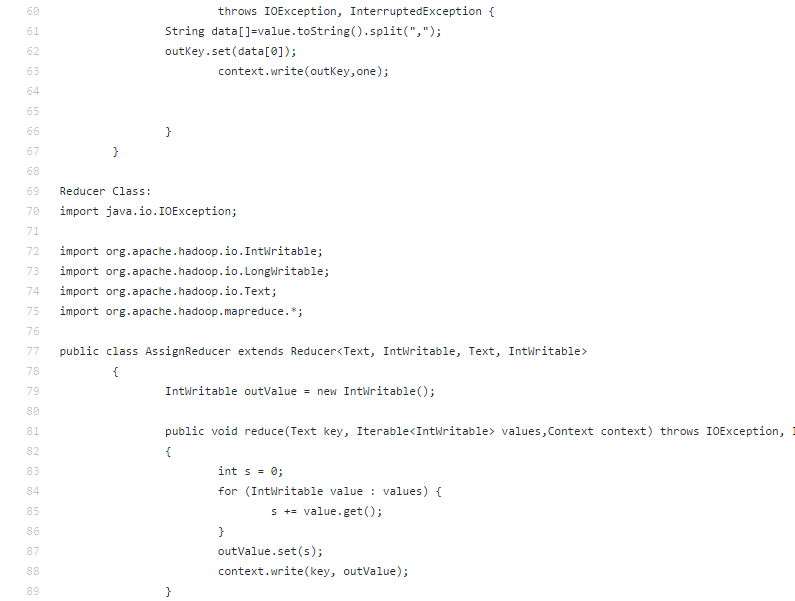 60 throws IOException, InterruptedException {
61 String data[]=value.toString().split(",");
62 outKey.set(data[0]);
63 context.write(outKey,one);
64
65
66 }
67 }
68
69 Reducer Class:
70 import java.io.IOException;
71
72 import org.apache.hadoop.io.IntWritable;
73 import org.apache.hadoop.io.LongWritable;
74 import org.apache.hadoop.io.Text;
75 import org.apache.hadoop.mapreduce.*;
76
77 public class AssignReducer extends Reducer<Text, IntWritable, Text, IntWritable>
78 {
79 IntWritable outValue = new IntWritable();
80
81 public void reduce(Text key, Iterable<IntWritable> values,Context context) throws IOException,
82 {
83 int s = 0;
84 for (IntWritable value : values) {
85 s += value.get();
86 }
87 outValue.set(s);
88 context.write(key, outValue);
89 }